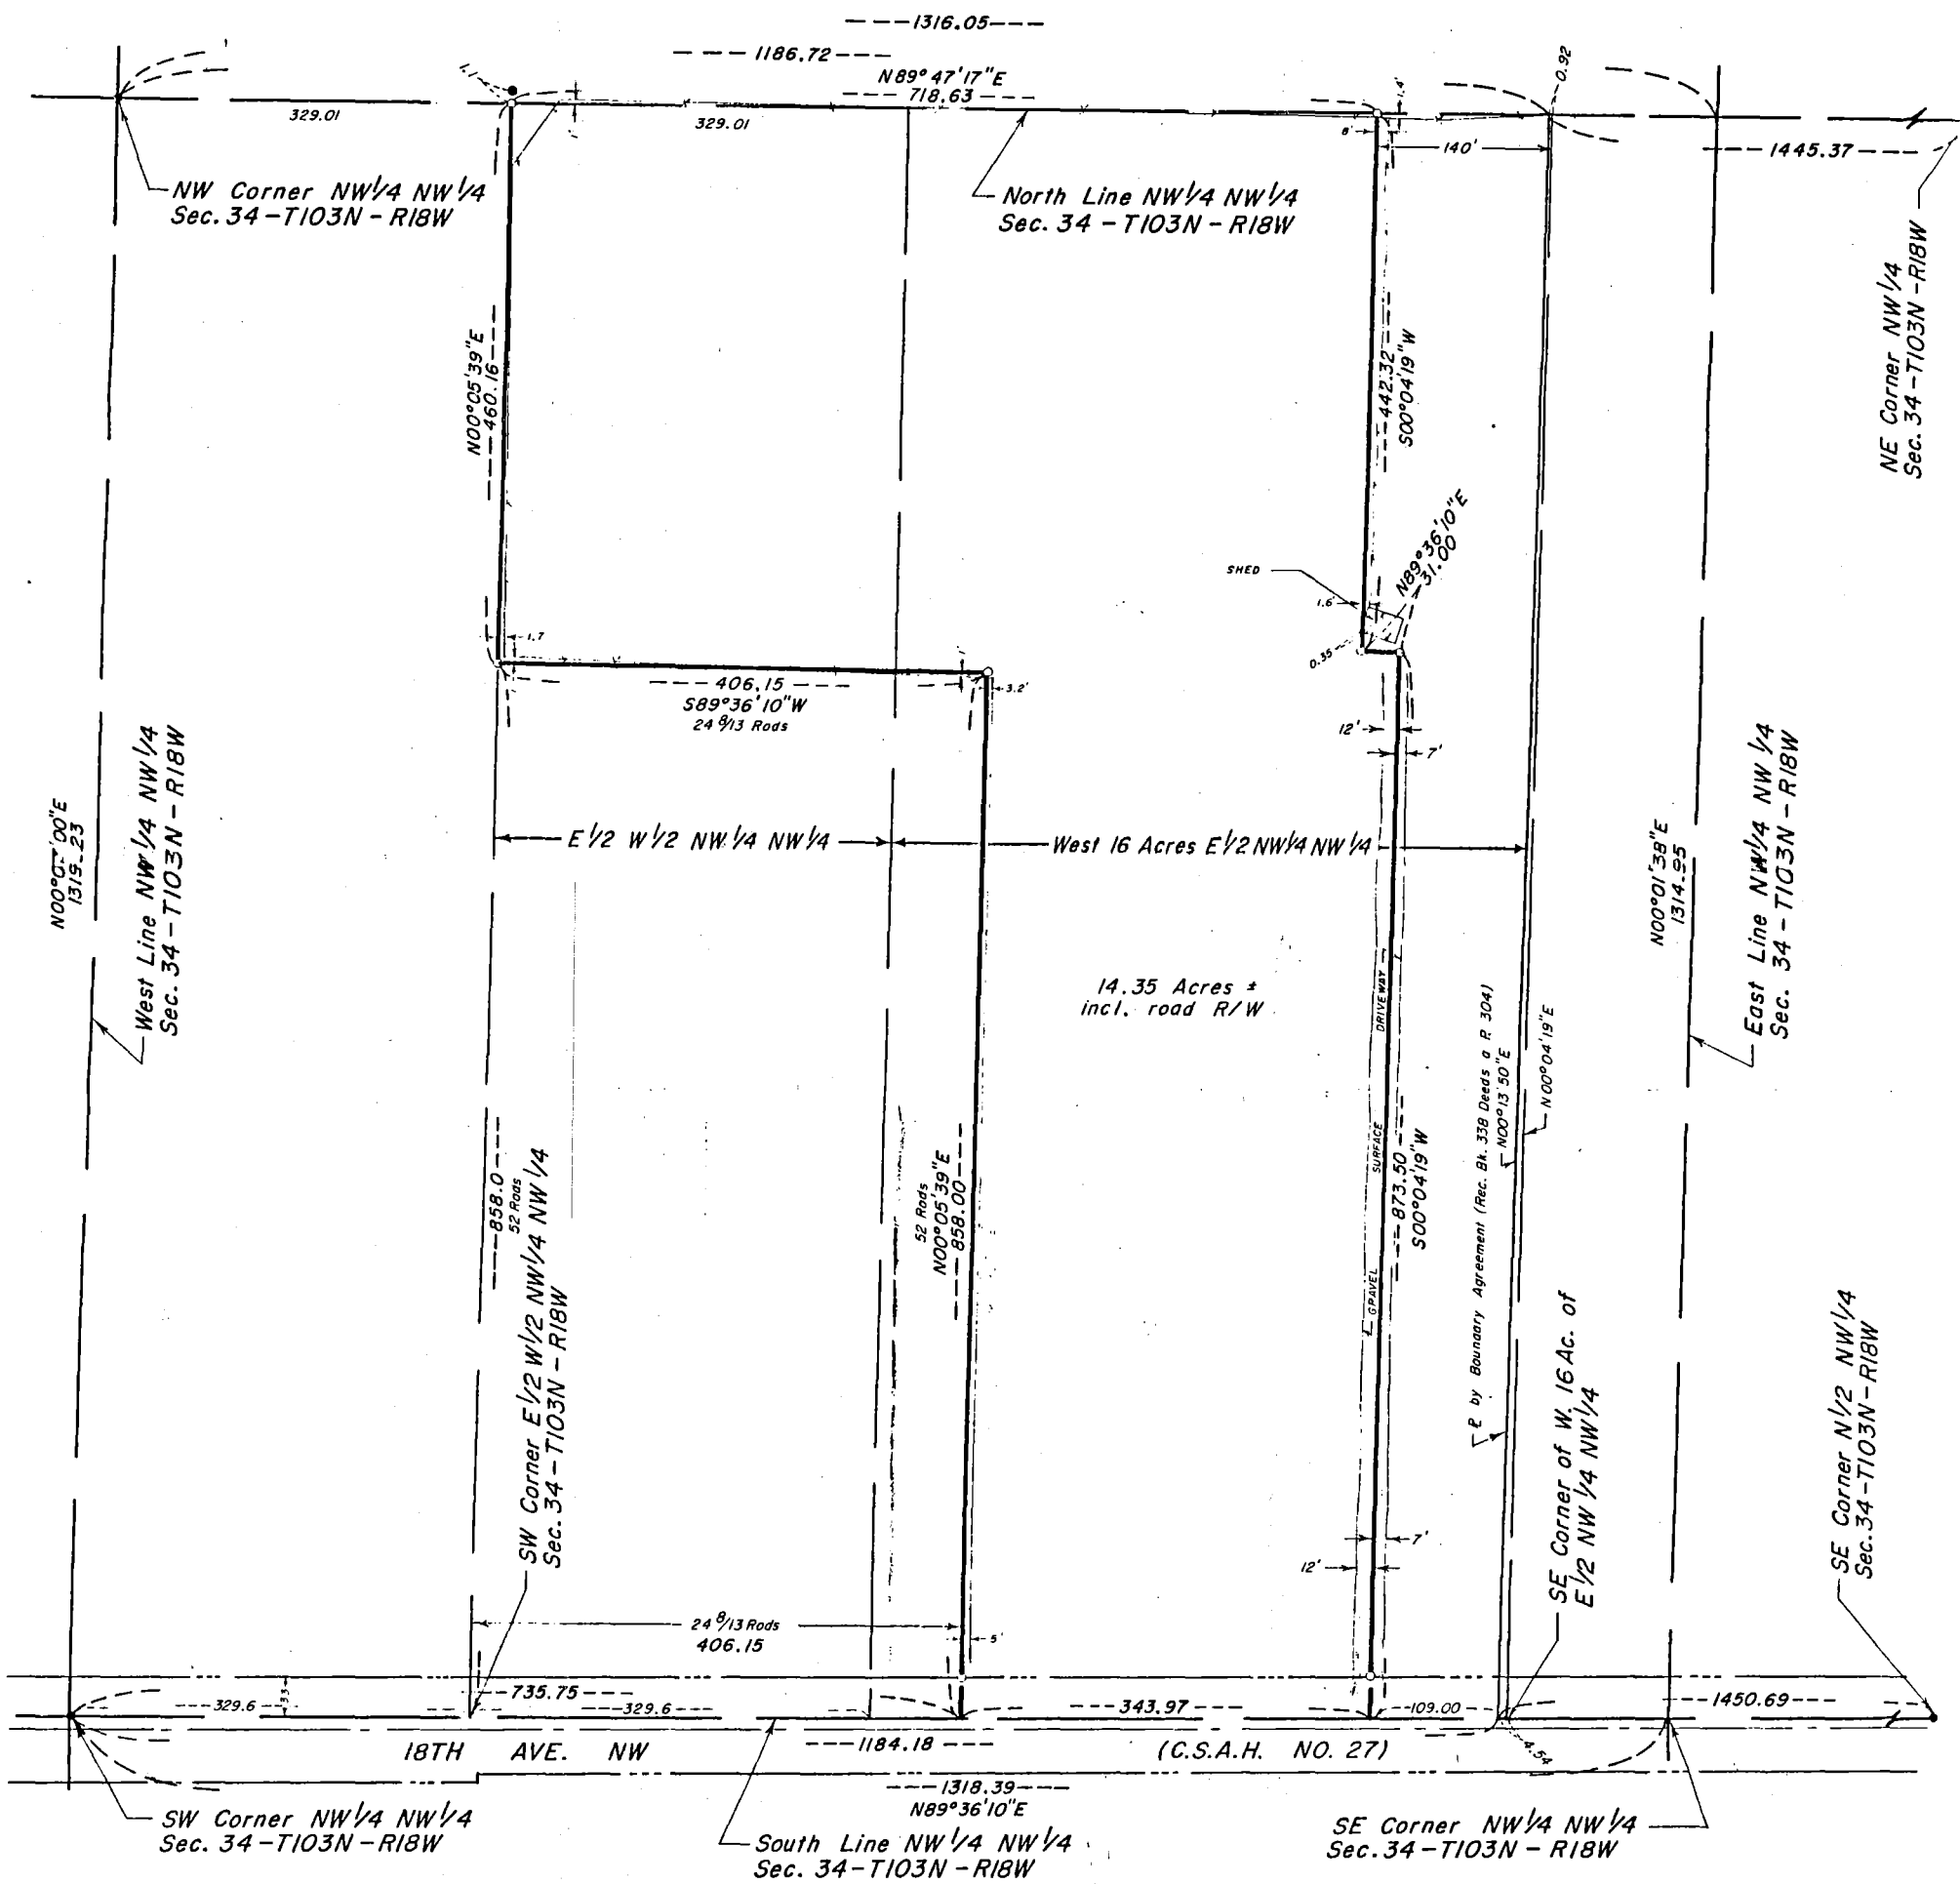 ---1316.05---
--- 1186.72 ---
N89°47'17"E
--- 718.63 ---
0.92
329.01
329.01
1.4'
8'
140'
--- 1445.37 ---
NW Corner NW1/4 NW1/4
Sec. 34-T103N-R18W
North Line NW1/4 NW1/4
Sec. 34-T103N-R18W
NE Corner NW1/4
Sec. 34-T103N-R18W
N00°05'39"E
---460.16---
---442.32---
S00°04'19"W
SHED
N89°36'10"E
31.00
1.6'
0.35
1.7
--- 406.15 ---
S89°36'10"W
24 8/13 Rods
3.2'
12'
7'
1319.23
West Line NW1/4 NW1/4
Sec. 34-T103N-R18W
E1/2 W1/2 NW1/4 NW1/4
West 16 Acres E1/2 NW1/4 NW1/4
N00°01'38"E
1314.95
East Line NW1/4 NW1/4
Sec. 34-T103N-R18W
14.35 Acres ±
incl. road R/W
GRAVEL SURFACE DRIVEWAY
by Boundary Agreement (Rec. Bk. 338 Deeds a P. 304)
N00°13'50"E
N00°04'19"E
---858.0---
52 Rods
52 Rods
N00°05'39"E
858.00---
---873.50---
S00°04'19"W
SW Corner E1/2 W1/2 NW1/4 NW1/4
Sec. 34-T103N-R18W
SE Corner of W. 16 Ac. of
E1/2 NW1/4 NW1/4
SE Corner N1/2 NW1/4
Sec. 34-T103N-R18W
7'
12'
24 8/13 Rods
406.15
5'
33
---329.6
---735.75---
---329.6---
---343.97---
109.00
---1450.69---
4.54
18TH AVE. NW
---1184.18---
(C.S.A.H. NO. 27)
---1318.39---
N89°36'10"E
SW Corner NW1/4 NW1/4
Sec. 34-T103N-R18W
South Line NW1/4 NW1/4
Sec. 34-T103N-R18W
SE Corner NW1/4 NW1/4
Sec. 34-T103N-R18W